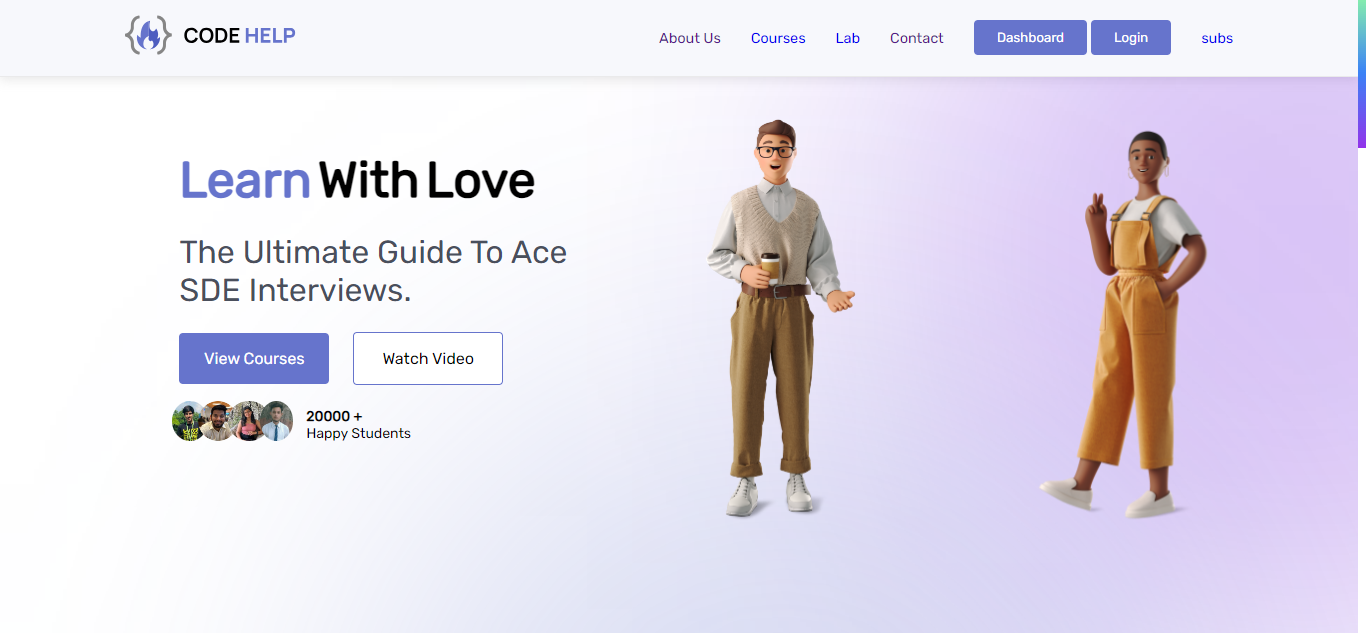 CODE HELP
About Us
Courses
Lab
Contact
Dashboard
Login
subs
Learn With Love
The Ultimate Guide To Ace
SDE Interviews.
View Courses
Watch Video
20000 +
Happy Students